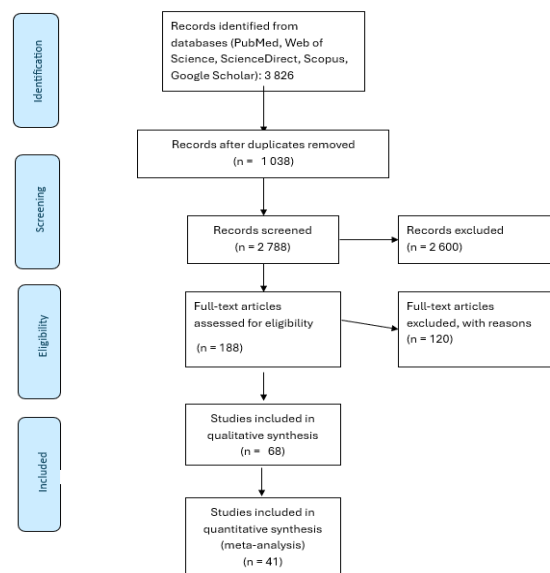 Identification
Records identified from
databases (PubMed, Web of
Science, ScienceDirect, Scopus,
Google Scholar): 3 826
Records after duplicates removed
(n = 1 038)
Screening
Records screened
(n = 2 788)
Records excluded
(n = 2 600)
Eligibility
Full-text articles
assessed for eligibility
(n = 188)
Full-text articles
excluded, with reasons
(n = 120)
Included
Studies included in
qualitative synthesis
(n = 68)
Studies included in
quantitative synthesis
(meta-analysis)
(n = 41)